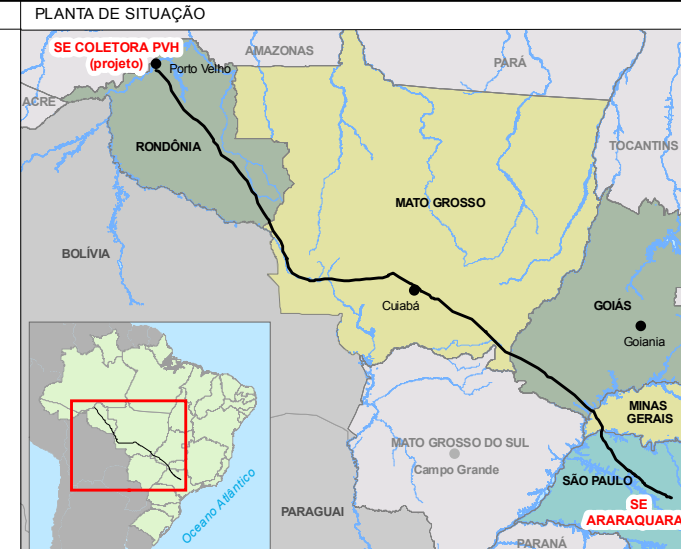 PLANTA DE SITUAÇÃO
SE COLETORA PVH
(projeto)
Porto Velho
AMAZONAS
PARÁ
ACRE
TOCANTINS
RONDÔNIA
MATO GROSSO
BOLÍVIA
Cuiabá
GOIÁS
Goiania
MINAS
GERAIS
MATO GROSSO DO SUL
Campo Grande
SÃO PAULO
SE
ARARAQUARA
PARAGUAI
PARANÁ
Oceano Atlântico